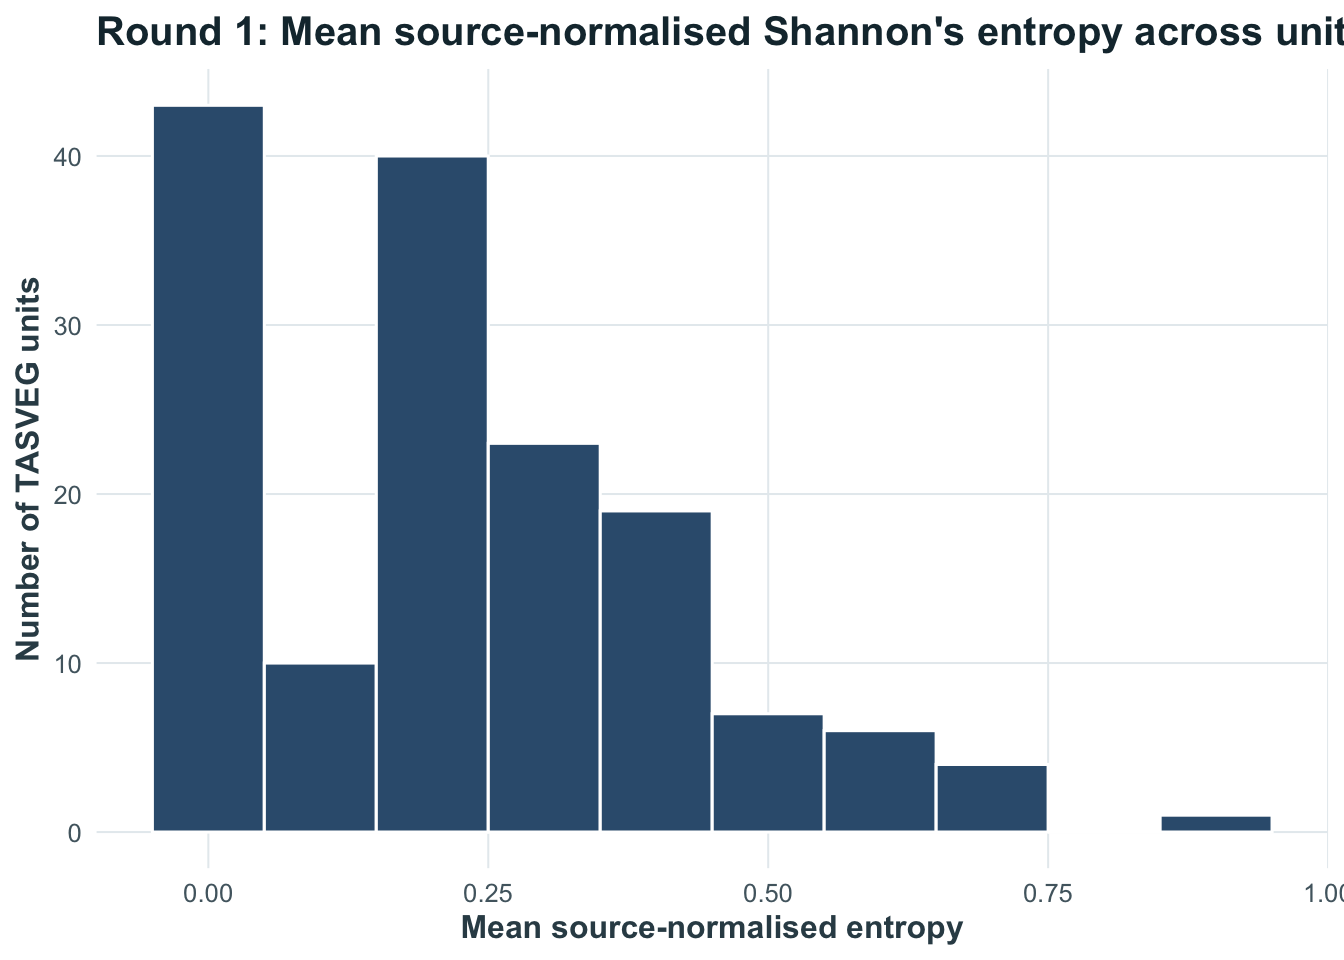 Round 1: Mean source-normalised Shannon's entropy across unit
Number of TASVEG units
40
30
20
10
0
0.00 0.25 0.50 0.75 1.00
Mean source-normalised entropy